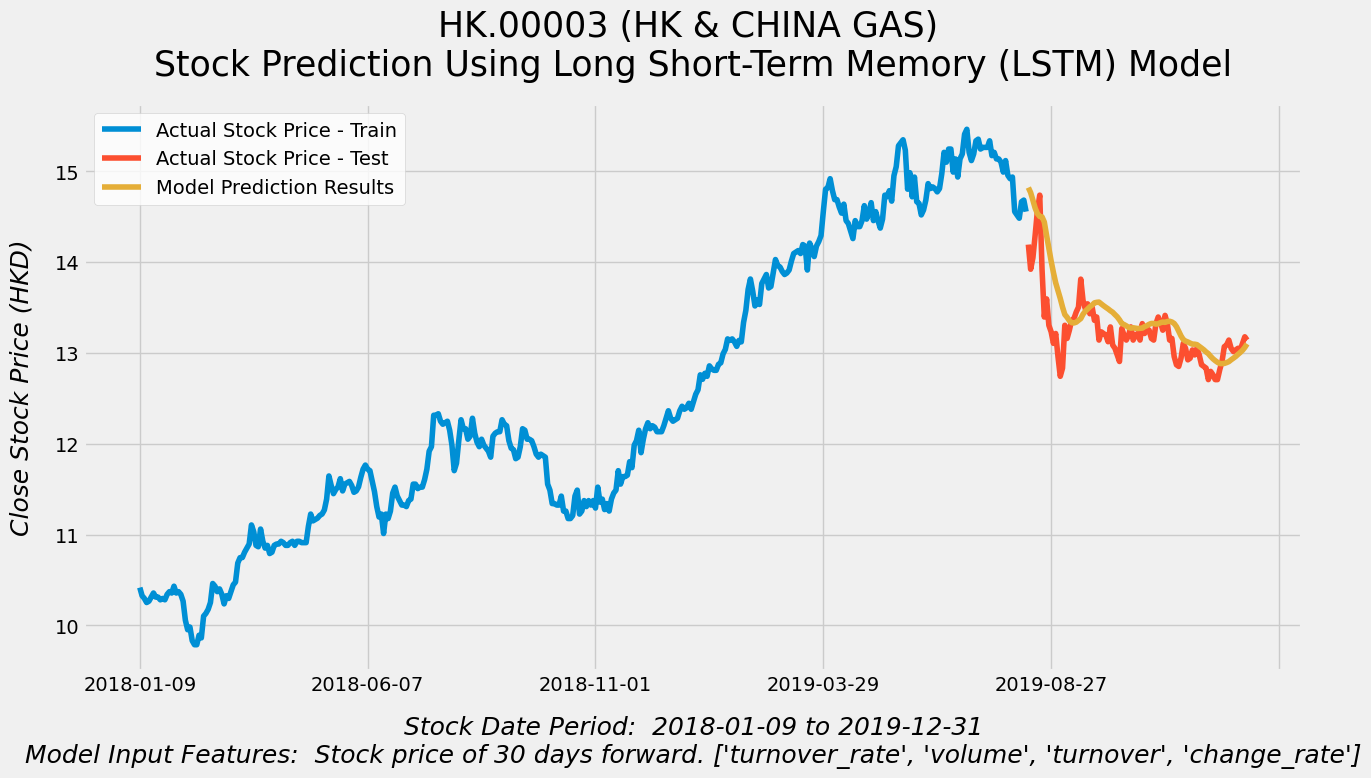 HK.00003 (HK & CHINA GAS)
Stock Prediction Using Long Short-Term Memory (LSTM) Model
Actual Stock Price - Train
Actual Stock Price - Test
Model Prediction Results
Close Stock Price (HKD)
15
14
13
12
11
10
2018-01-09
2018-06-07
2018-11-01
2019-03-29
2019-08-27
Stock Date Period:  2018-01-09 to 2019-12-31
Model Input Features:  Stock price of 30 days forward. ['turnover_rate', 'volume', 'turnover', 'change_rate']